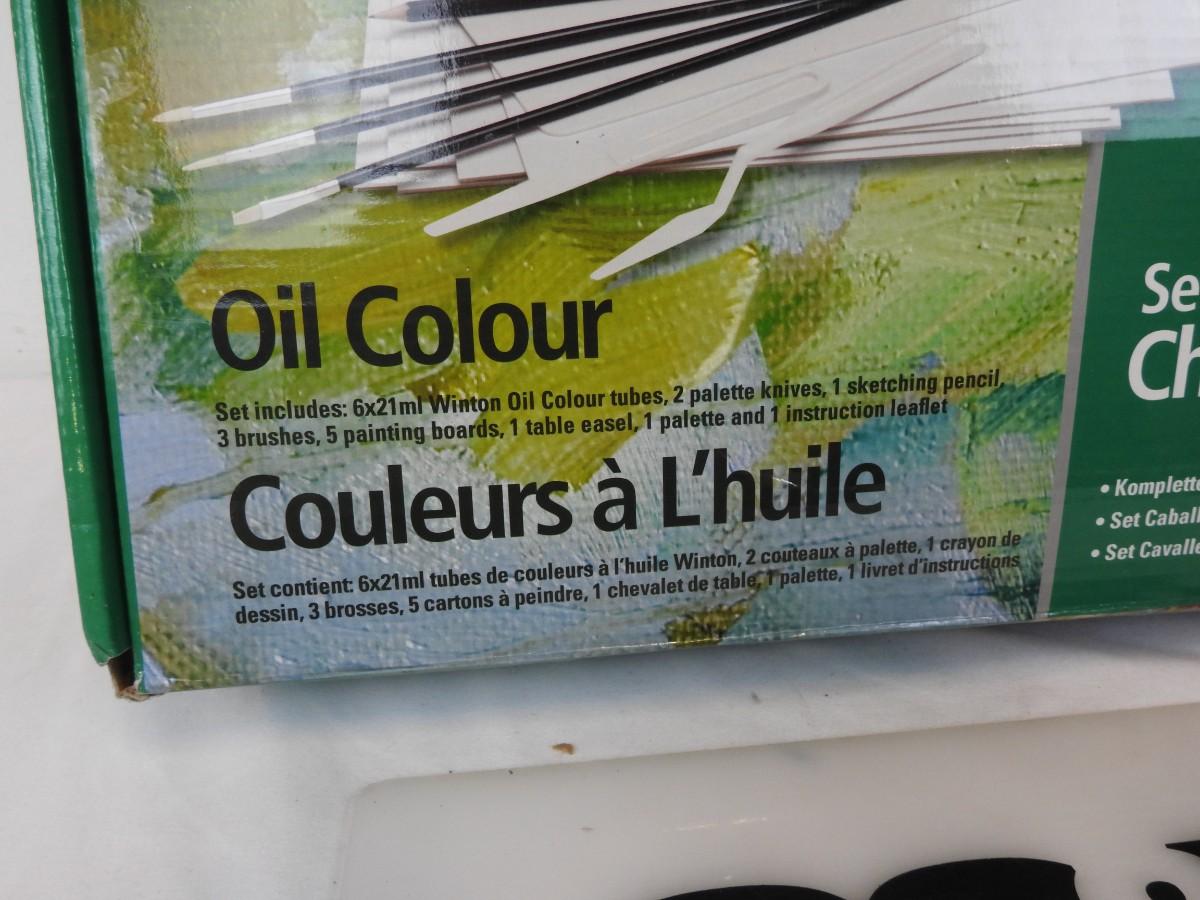 Oil Colour
Set includes: 6x21ml Winton Oil Colour tubes, 2 palette knives, 1 sketching pencil,
3 brushes, 5 painting boards, 1 table easel, 1 palette and 1 instruction leaflet
Couleurs à L'huile
Set contient: 6x21ml tubes de couleurs à l'huile Winton, 2 couteaux à palette, 1 crayon de
dessin, 3 brosses, 5 cartons à peindre, 1 chevalet de table, 1 palette, 1 livret d'instructions
Se
Ch
• Komplette
• Set Caball
• Set Cavalle